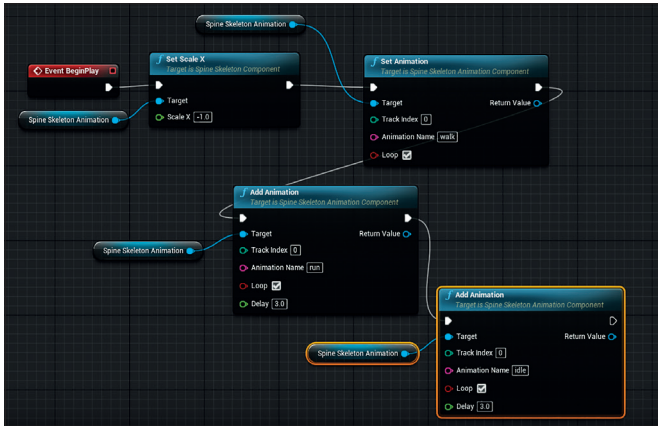 Spine Skeleton Animation
Event BeginPlay
Spine Skeleton Animation
Set Scale X
Target is Spine Skeleton Component
Target
Scale X -1.0
Set Animation
Target is Spine Skeleton Animation Component
Target Return Value
Track Index 0
Animation Name walk
Loop
Add Animation
Target is Spine Skeleton Animation Component
Target Return Value
Track Index 0
Animation Name run
Loop
Delay 3.0
Spine Skeleton Animation
Add Animation
Target is Spine Skeleton Animation Component
Target Return Value
Track Index 0
Animation Name idle
Loop
Delay 3.0
Spine Skeleton Animation